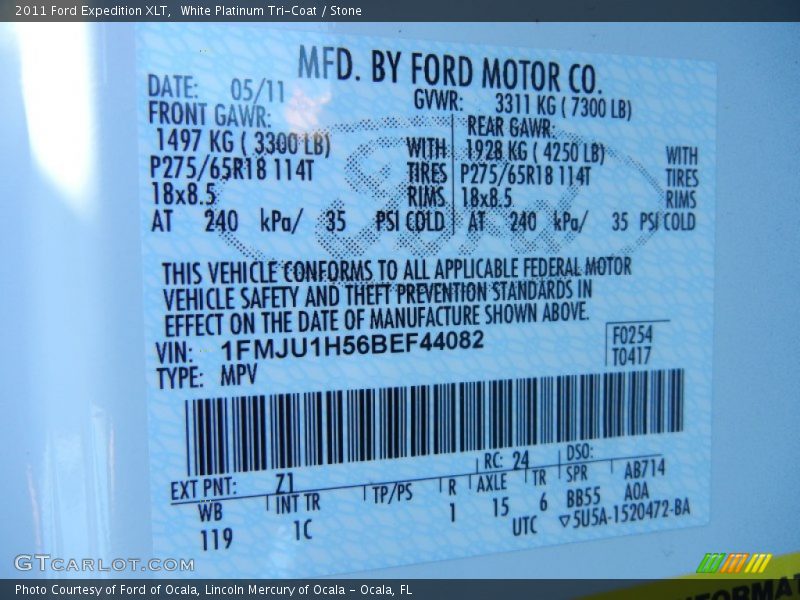 2011 Ford Expedition XLT, White Platinum Tri-Coat / Stone
MFD. BY FORD MOTOR CO.
DATE: 05/11 GVWR: 3311 KG ( 7300 LB)
FRONT GAWR: REAR GAWR:
1497 KG ( 3300 LB) WITH 1928 KG ( 4250 LB) WITH
P275/65R18 114T TIRES P275/65R18 114T TIRES
18x8.5 RIMS 18x8.5 RIMS
AT 240 kPa/ 35 PSI COLD AT 240 kPa/ 35 PSI COLD
Ford
THIS VEHICLE CONFORMS TO ALL APPLICABLE FEDERAL MOTOR
VEHICLE SAFETY AND THEFT PREVENTION STANDARDS IN
EFFECT ON THE DATE OF MANUFACTURE SHOWN ABOVE.
VIN: 1FMJU1H56BEF44082 F0254
TYPE: MPV T0417
EXT PNT: Z1 RC: 24 DSO:
WB INT TR TP/PS R AXLE TR SPR AB714
119 1C 1 15 6 BB55 A0A
UTC ▽5U5A-1520472-BA
GTCARLOT.COM
INFORMA
Photo Courtesy of Ford of Ocala, Lincoln Mercury of Ocala - Ocala, FL